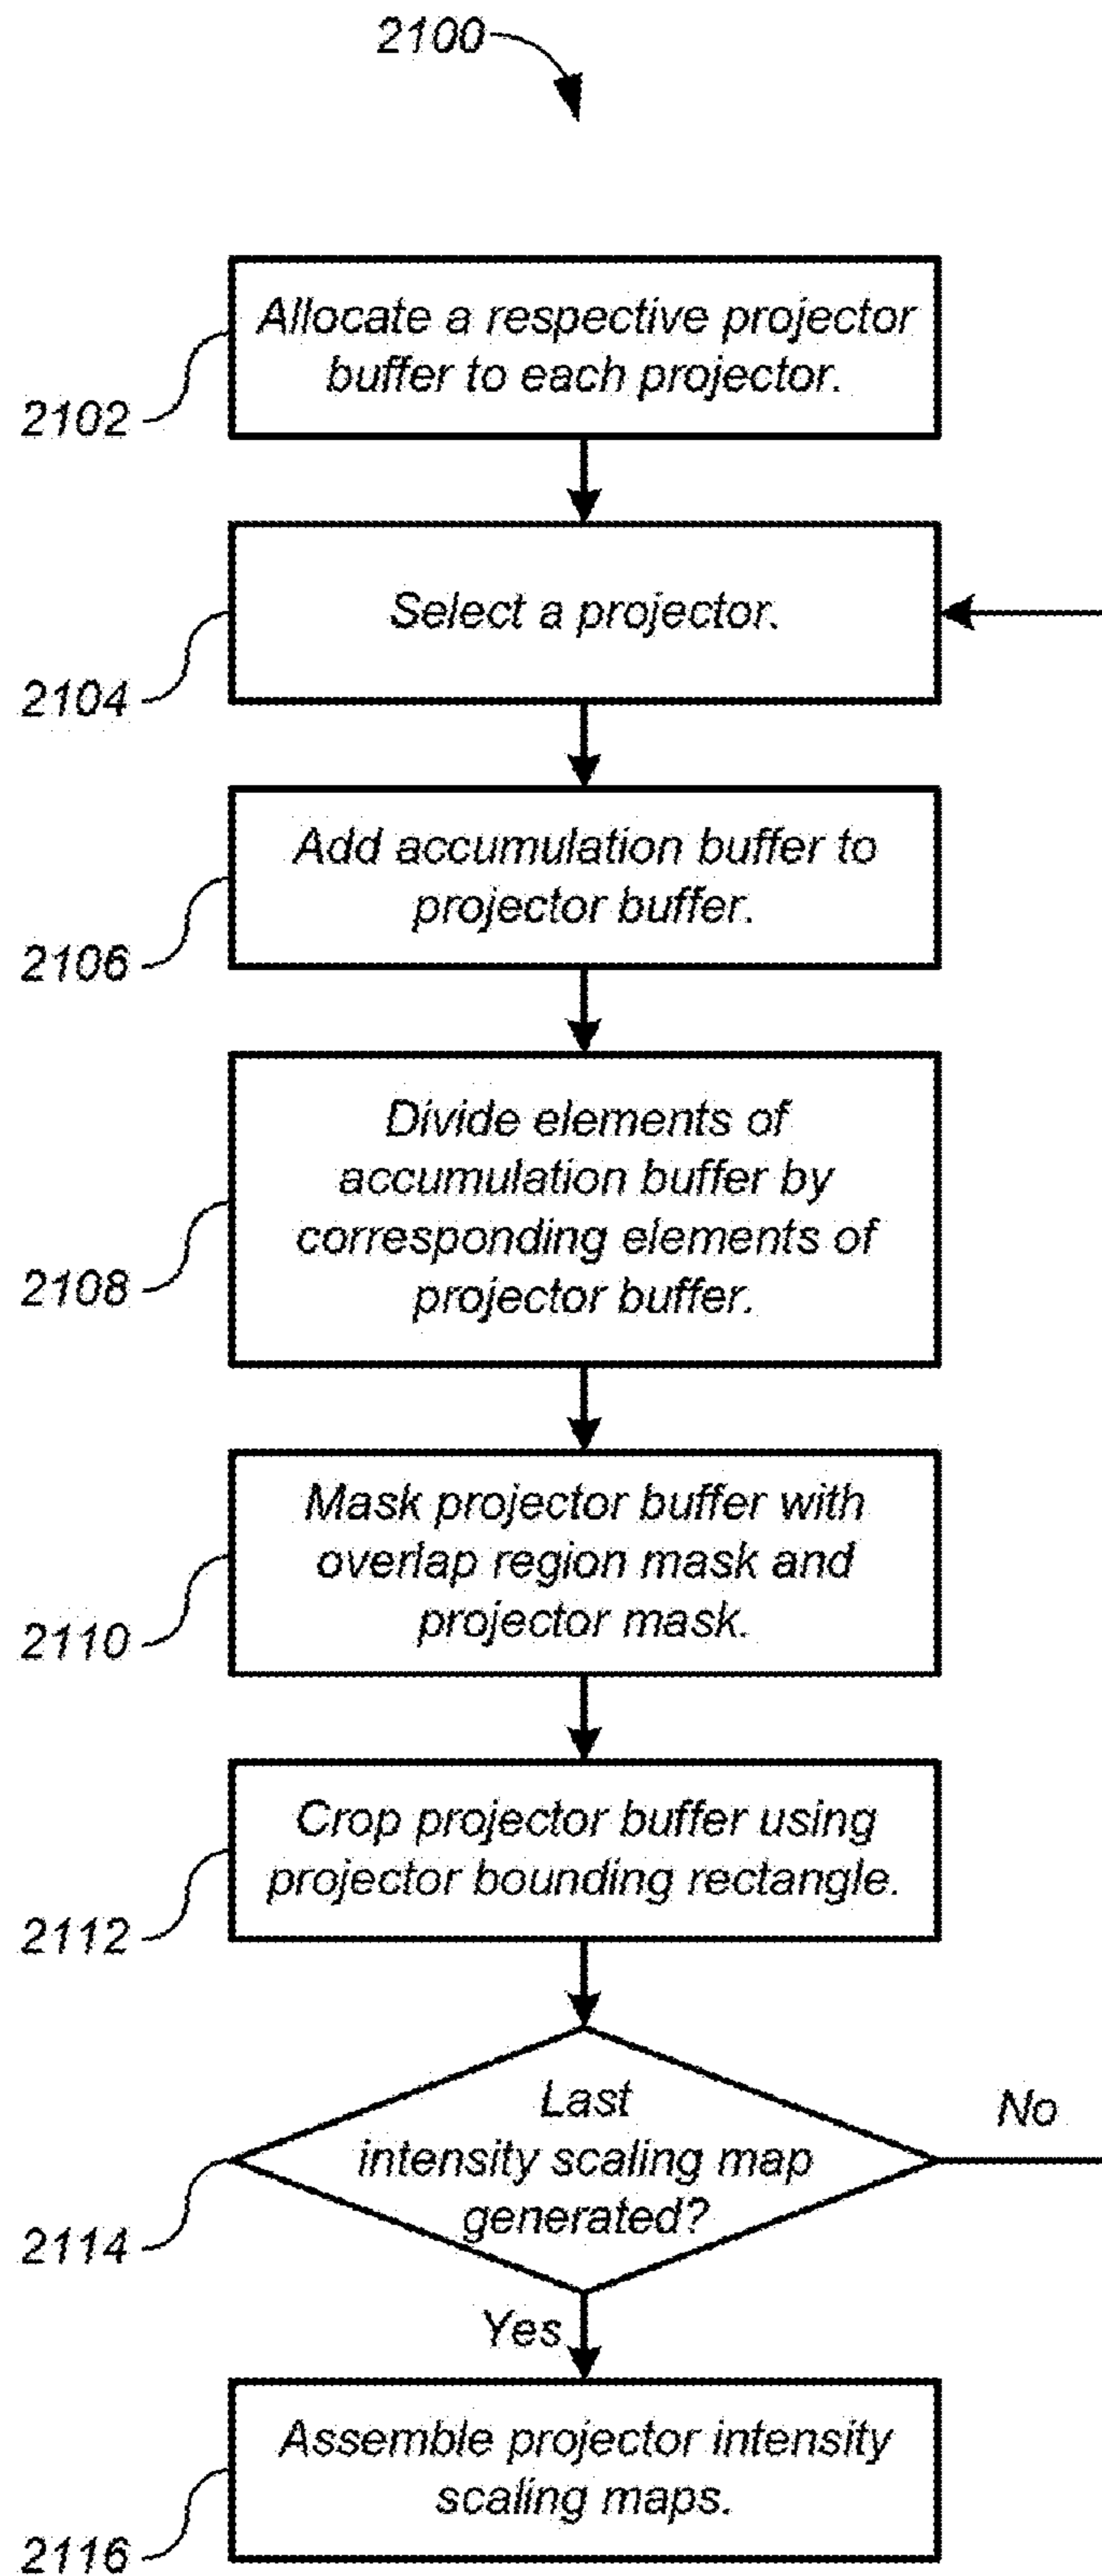 2100
Allocate a respective projector
buffer to each projector.
2102
Select a projector.
2104
Add accumulation buffer to
projector buffer.
2106
Divide elements of
accumulation buffer by
corresponding elements of
projector buffer.
2108
Mask projector buffer with
overlap region mask and
projector mask.
2110
Crop projector buffer using
projector bounding rectangle.
2112
Last
intensity scaling map
generated?
No
2114
Yes
Assemble projector intensity
scaling maps.
2116